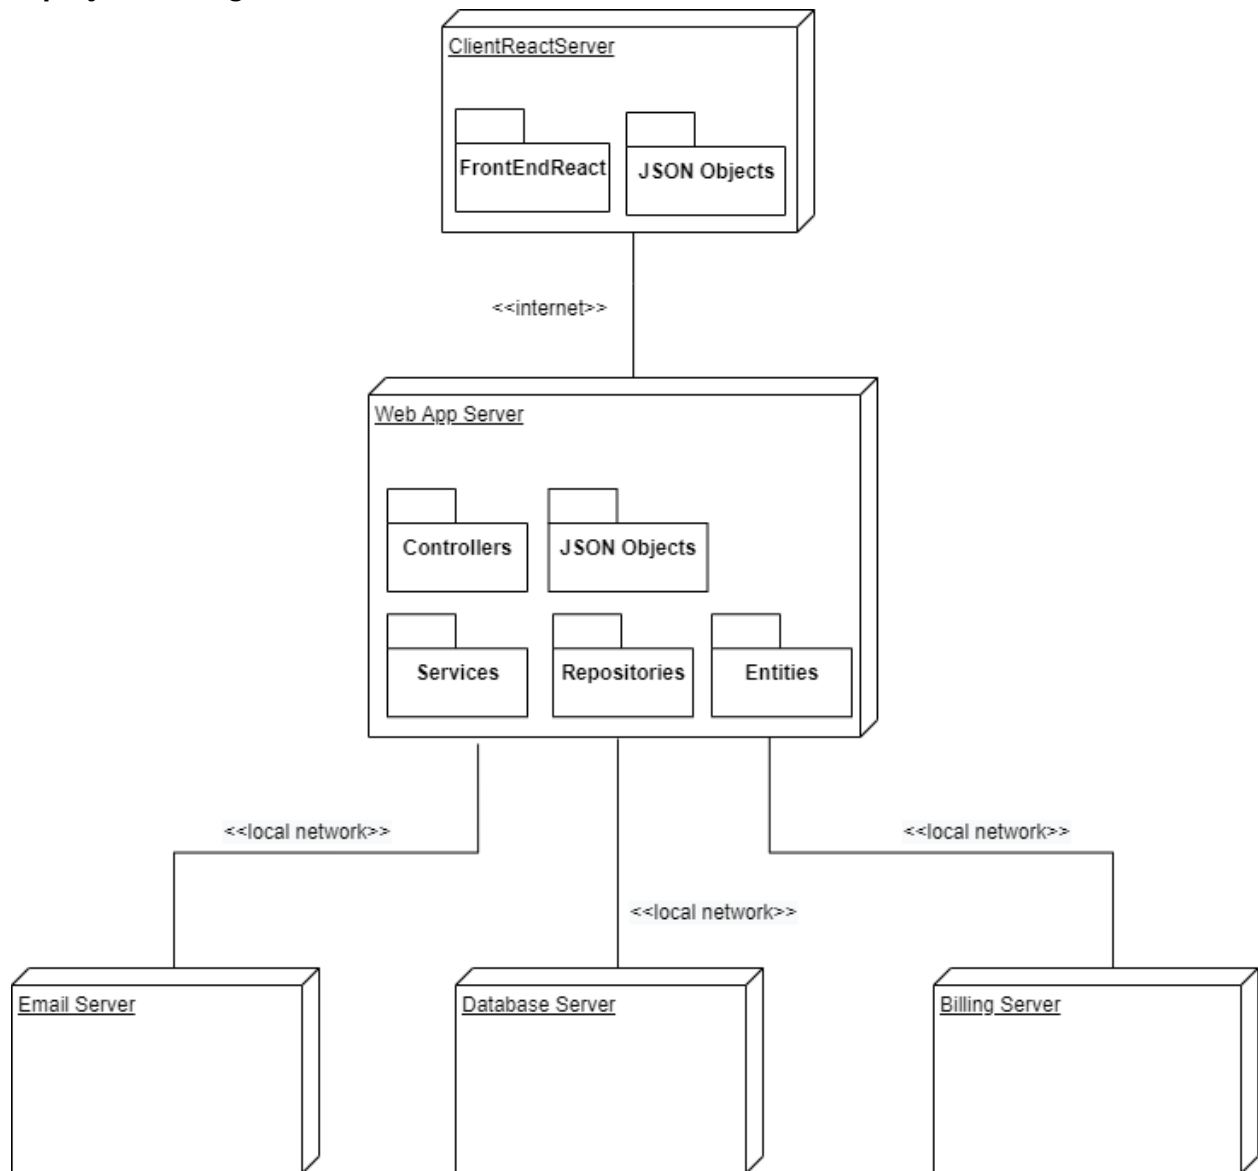 ClientReactServer
FrontEndReact
JSON Objects
<<internet>>
Web App Server
Controllers
JSON Objects
Services
Repositories
Entities
<<local network>>
<<local network>>
<<local network>>
Email Server
Database Server
Billing Server